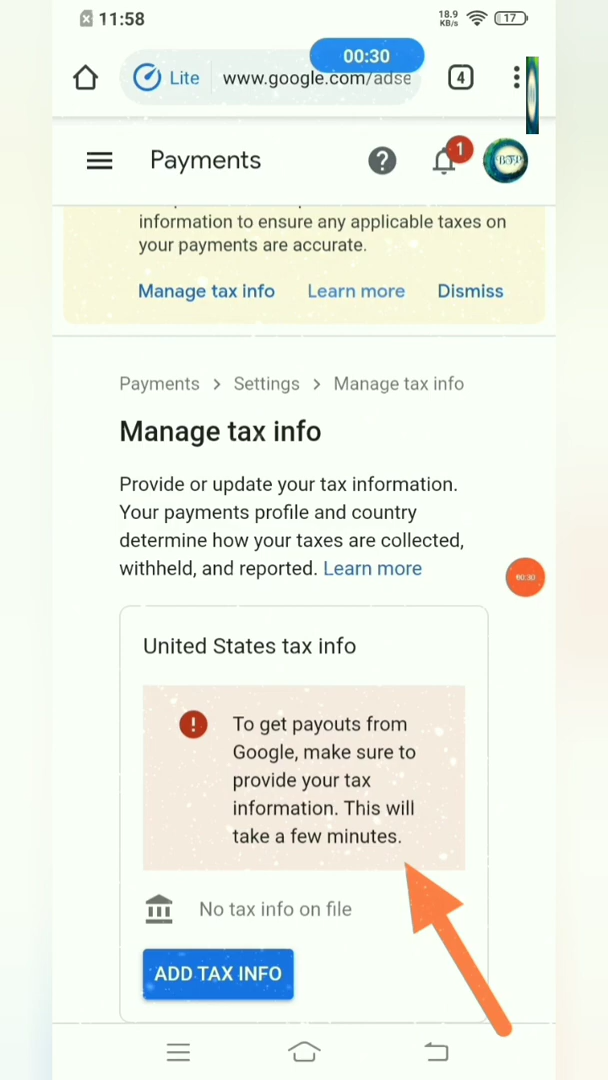 11:58
18.9
KB/s
17
00:30
Lite
www.google.com/adse
4
Payments
1
information to ensure any applicable taxes on
your payments are accurate.
Manage tax info Learn more Dismiss
Payments > Settings > Manage tax info
Manage tax info
Provide or update your tax information.
Your payments profile and country
determine how your taxes are collected,
withheld, and reported. Learn more
00:30
United States tax info
To get payouts from
Google, make sure to
provide your tax
information. This will
take a few minutes.
No tax info on file
ADD TAX INFO